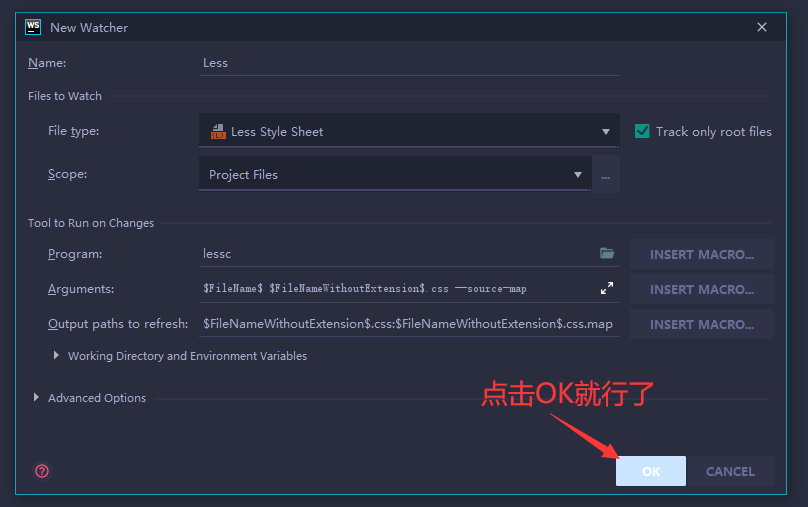 WS New Watcher
Name: Less
Files to Watch
File type: Less Style Sheet Track only root files
Scope: Project Files ...
Tool to Run on Changes
Program: lessc INSERT MACRO...
Arguments: $FileName$ $FileNameWithoutExtension$.css --source-map INSERT MACRO...
Output paths to refresh: $FileNameWithoutExtension$.css:$FileNameWithoutExtension$.css.map INSERT MACRO...
Working Directory and Environment Variables
Advanced Options
点击OK就行了
? OK CANCEL